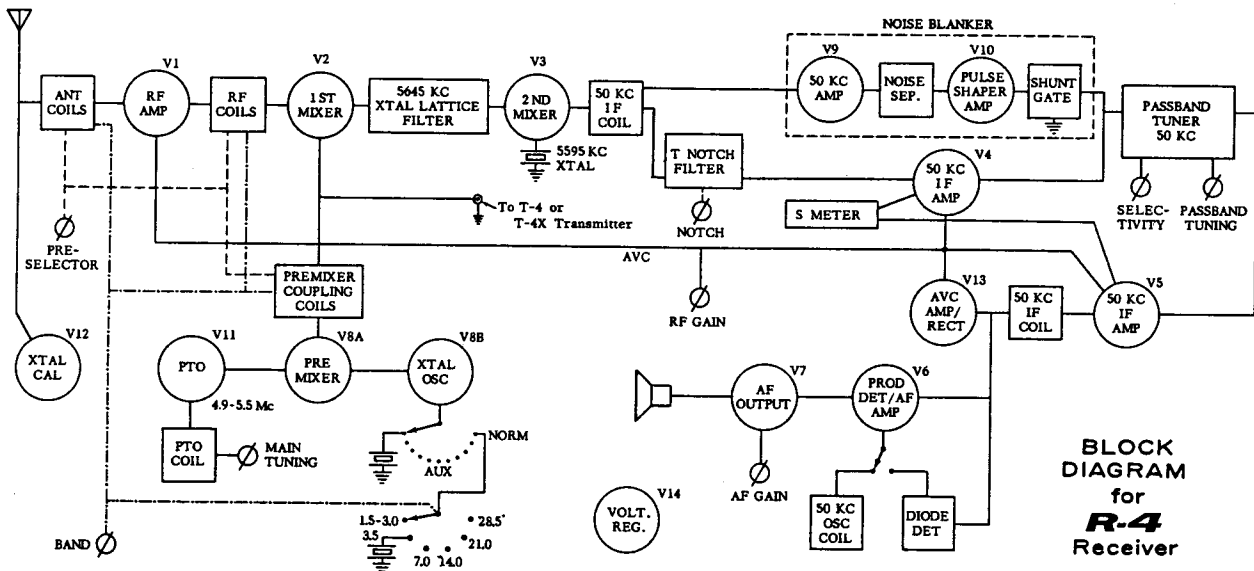 NOISE BLANKER
V1
V2
V3
V9
V10
ANT
COILS
RF
AMP
RF
COILS
1ST
MIXER
5645 KC
XTAL LATTICE
FILTER
2ND
MIXER
50 KC
I F
COIL
50 KC
AMP
NOISE
SEP.
PULSE
SHAPER
AMP
SHUNT
GATE
PASSBAND
TUNER
50 KC
5595 KC
XTAL
T NOTCH
FILTER
V4
50 KC
I F
AMP
To T-4 or
T-4X Transmitter
NOTCH
S METER
SELEC-
TIVITY
PASSBAND
TUNING
PRE-
SELECTOR
AVC
PREMIXER
COUPLING
COILS
RF GAIN
V13
AVC
AMP/
RECT
50 KC
IF
COIL
V5
50 KC
IF
AMP
V12
XTAL
CAL
V11
PTO
V8A
PRE
MIXER
V8B
XTAL
OSC
V7
AF
OUTPUT
V6
PROD
DET/AF
AMP
4.9-5.5 Mc
PTO
COIL
MAIN
TUNING
NORM
AUX
AF GAIN
V14
VOLT.
REG.
50 KC
OSC
COIL
DIODE
DET
BAND
1.5-3.0
28.5
3.5
21.0
7.0
14.0
BLOCK
DIAGRAM
for
R-4
Receiver